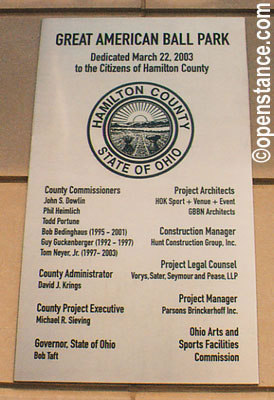 GREAT AMERICAN BALL PARK
Dedicated March 22, 2003
to the Citizens of Hamilton County
HAMILTON COUNTY
STATE OF OHIO
County Commissioners
John S. Dowlin
Phil Heimlich
Todd Portune
Bob Bedinghaus (1995 - 2001)
Guy Guckenberger (1992 - 1997)
Tom Neyer, Jr. (1997- 2003)
County Administrator
David J. Krings
County Project Executive
Michael R. Sieving
Governor, State of Ohio
Bob Taft
Project Architects
HOK Sport + Venue + Event
GBBN Architects
Construction Manager
Hunt Construction Group, Inc.
Project Legal Counsel
Vorys, Sater, Seymour and Pease, LLP
Project Manager
Parsons Brinckerhoff Inc.
Ohio Arts and
Sports Facilities
Commission
©openstance.com